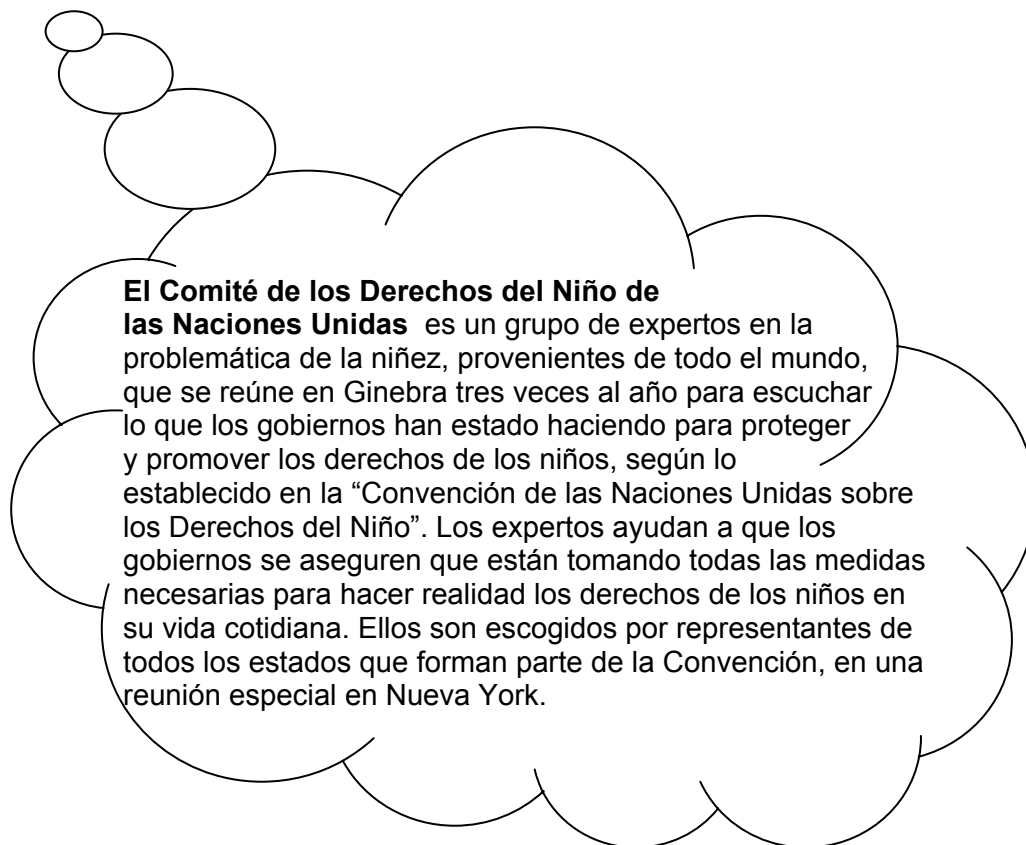 El Comité de los Derechos del Niño de
las Naciones Unidas  es un grupo de expertos en la
problemática de la niñez, provenientes de todo el mundo,
que se reúne en Ginebra tres veces al año para escuchar
lo que los gobiernos han estado haciendo para proteger
y promover los derechos de los niños, según lo
establecido en la “Convención de las Naciones Unidas sobre
los Derechos del Niño”. Los expertos ayudan a que los
gobiernos se aseguren que están tomando todas las medidas
necesarias para hacer realidad los derechos de los niños en
su vida cotidiana. Ellos son escogidos por representantes de
todos los estados que forman parte de la Convención, en una
reunión especial en Nueva York.